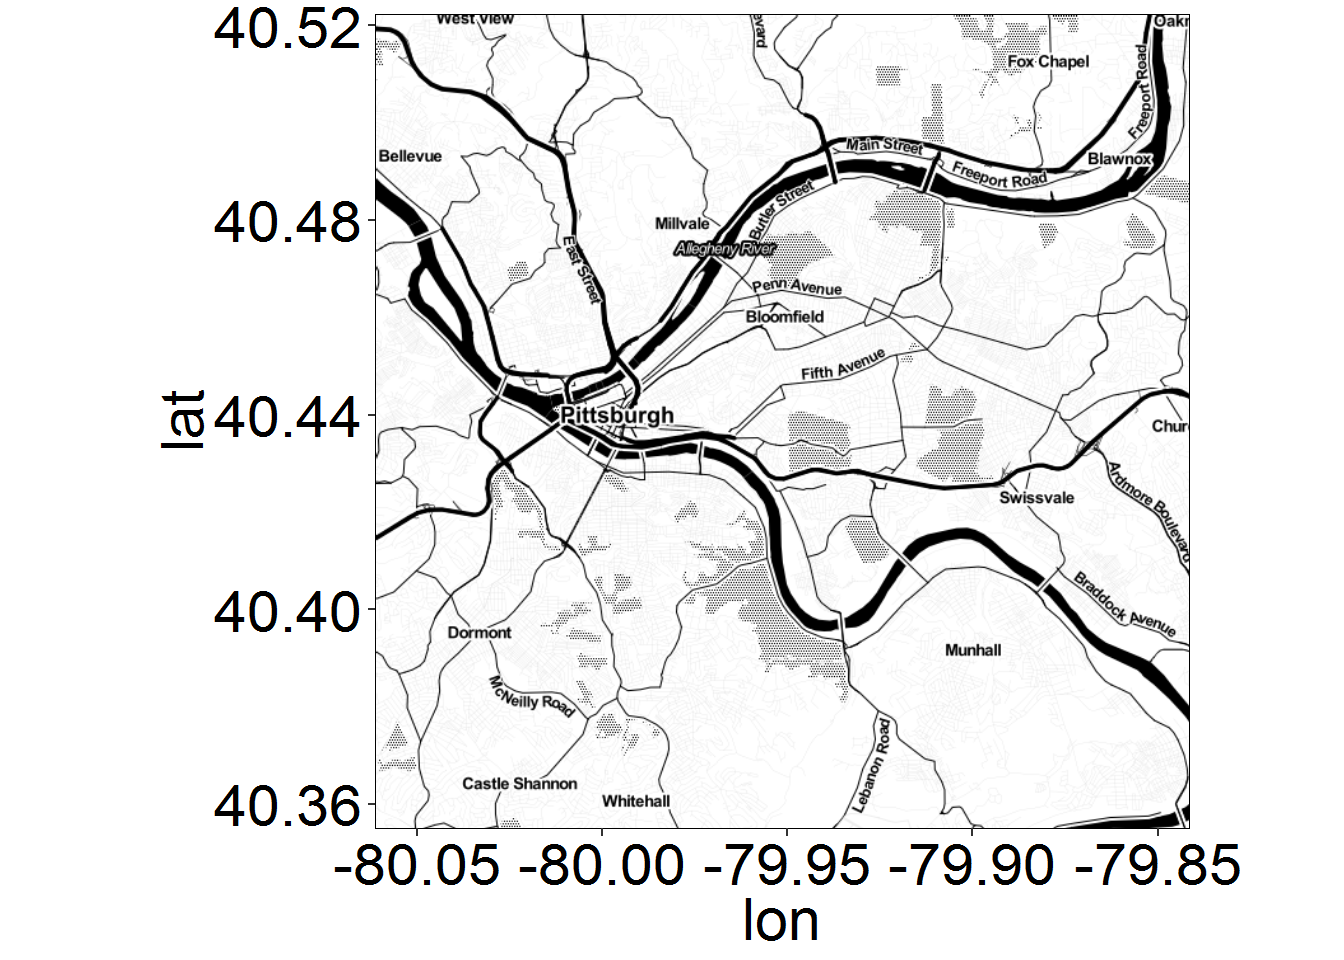 40.52
40.48
40.44
40.40
40.36
lat
West View
evard
Oakr
Fox Chapel
Freeport Road
Main Street
Bellevue
Blawnox
Freeport Road
Butler Street
Millvale
Allegheny River
East Street
Penn Avenue
Bloomfield
Fifth Avenue
Pittsburgh
Chur
Swissvale
Ardmore Boulevard
Braddock Avenue
Dormont
Munhall
McNeilly Road
Lebanon Road
Castle Shannon
Whitehall
-80.05 -80.00 -79.95 -79.90 -79.85
lon